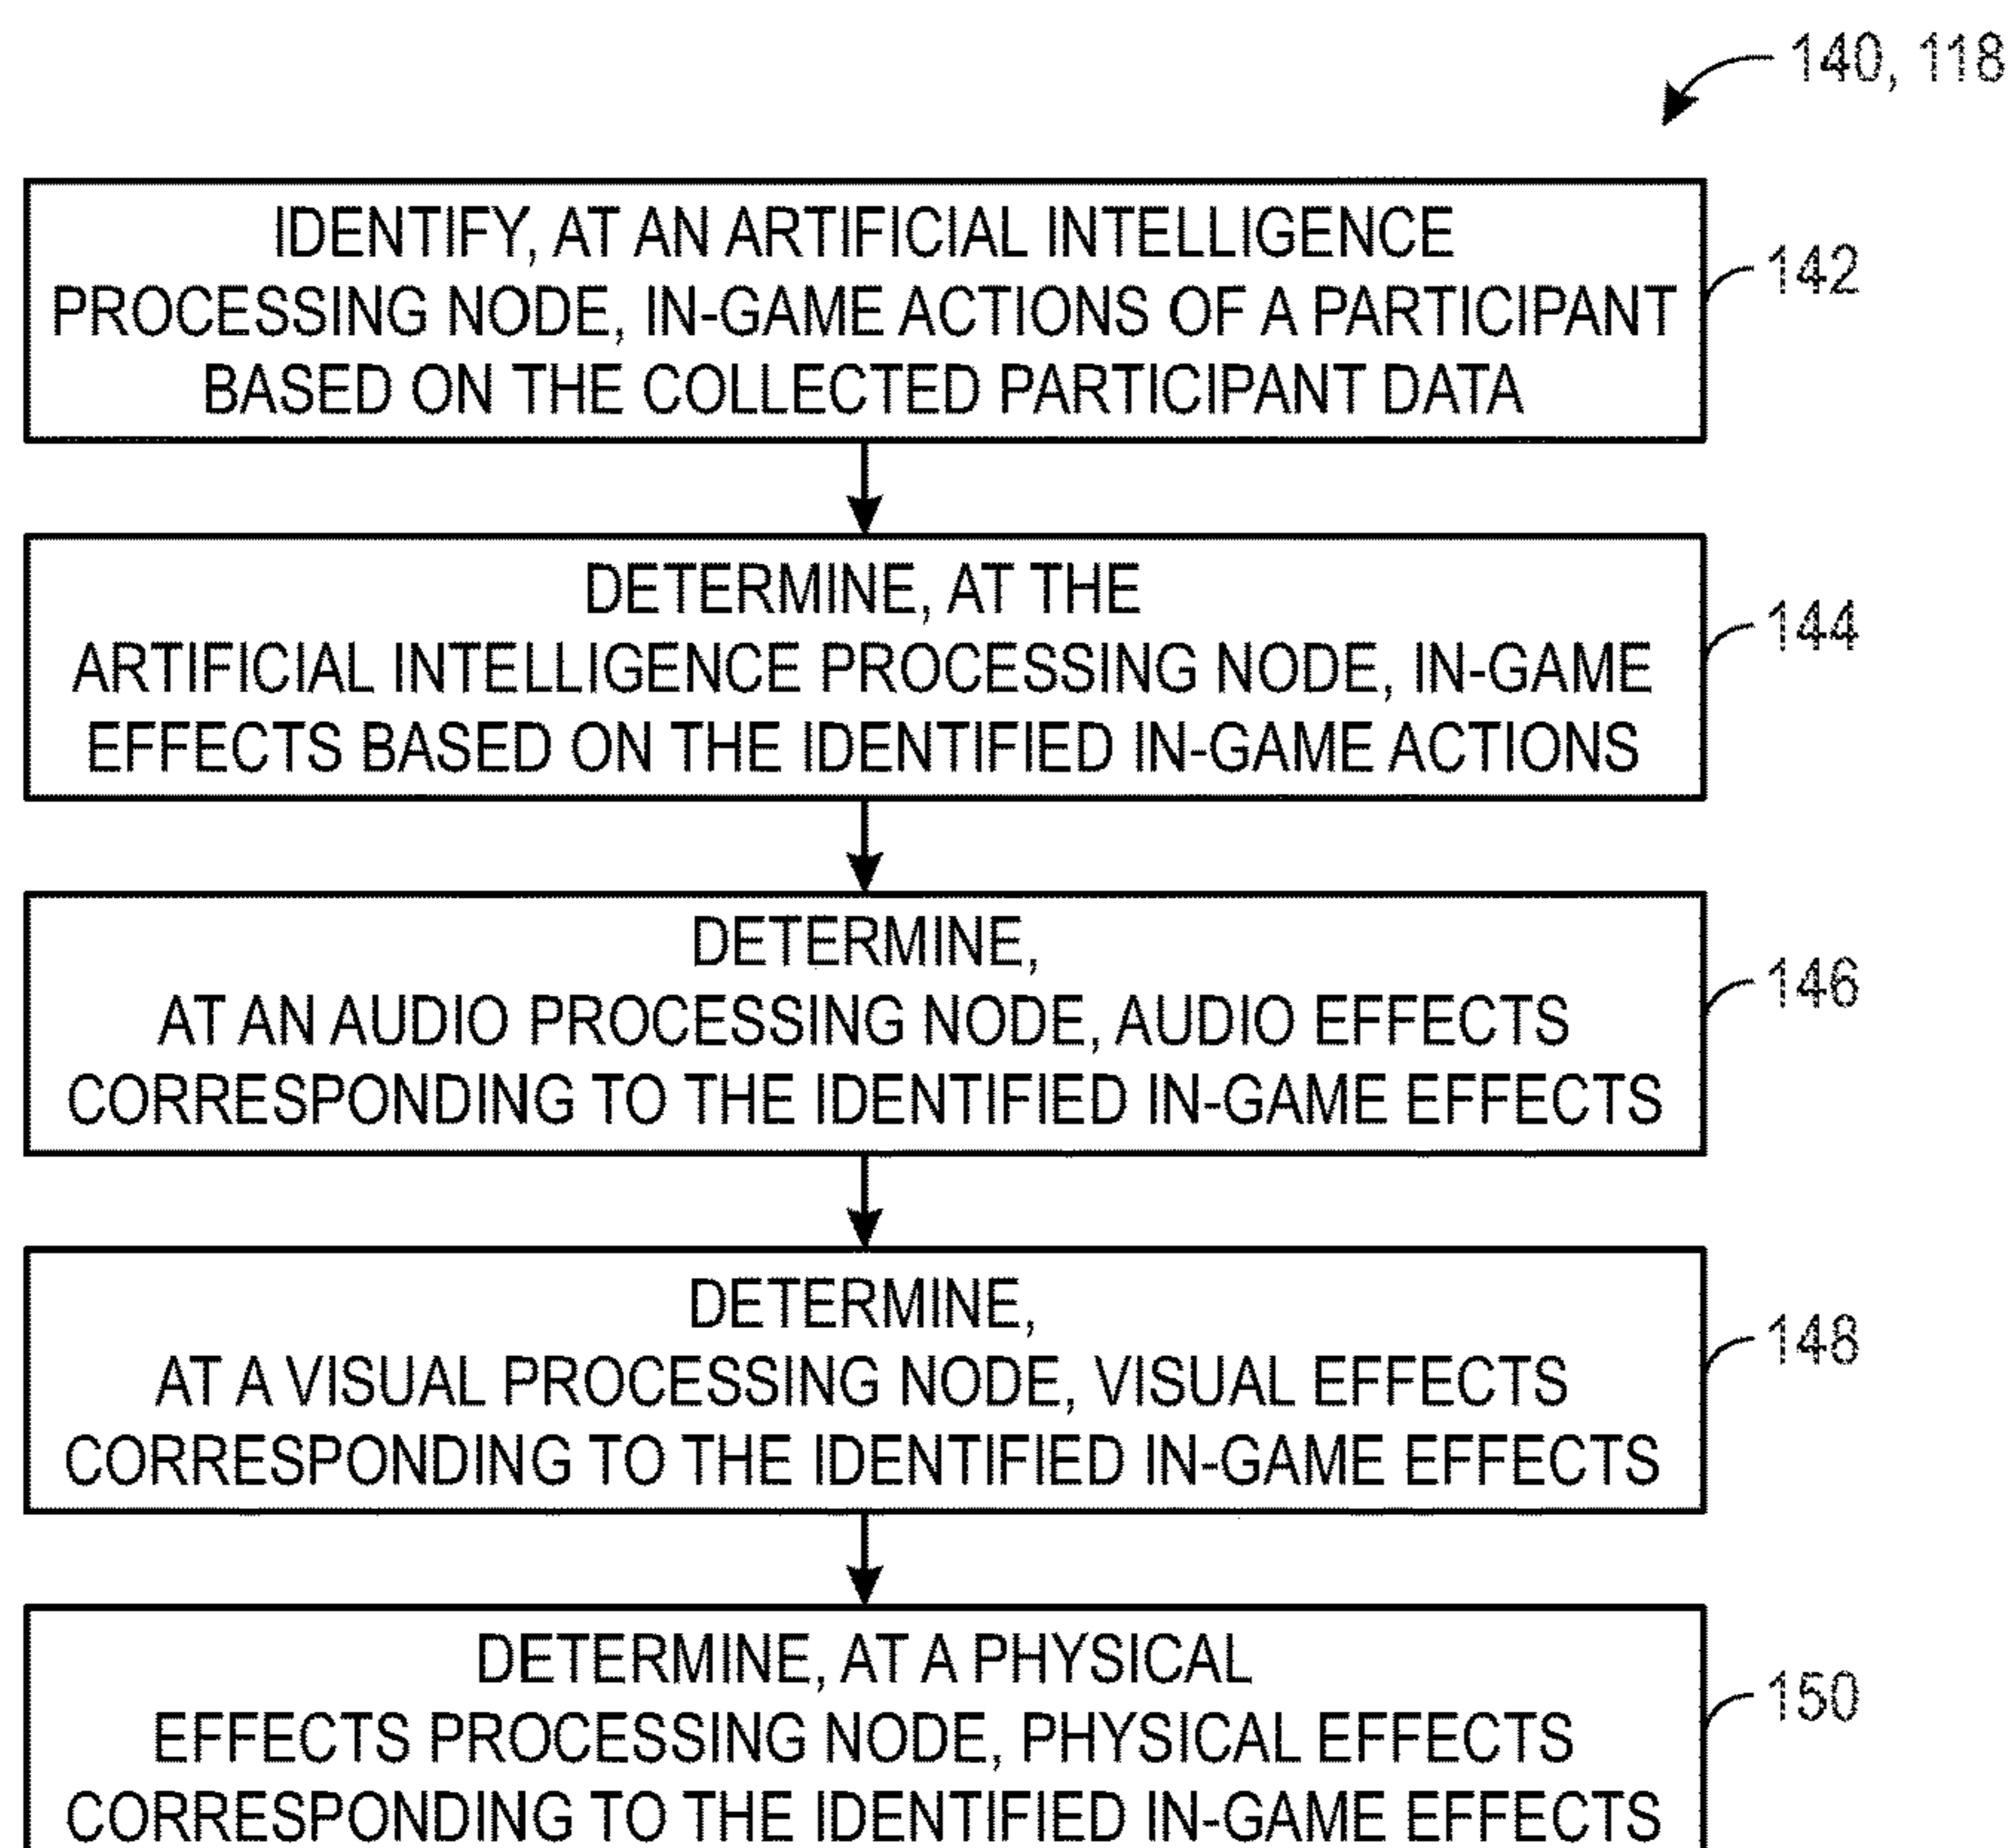 140, 118
IDENTIFY, AT AN ARTIFICIAL INTELLIGENCE
PROCESSING NODE, IN-GAME ACTIONS OF A PARTICIPANT
BASED ON THE COLLECTED PARTICIPANT DATA
142
DETERMINE, AT THE
ARTIFICIAL INTELLIGENCE PROCESSING NODE, IN-GAME
EFFECTS BASED ON THE IDENTIFIED IN-GAME ACTIONS
144
DETERMINE,
AT AN AUDIO PROCESSING NODE, AUDIO EFFECTS
CORRESPONDING TO THE IDENTIFIED IN-GAME EFFECTS
146
DETERMINE,
AT A VISUAL PROCESSING NODE, VISUAL EFFECTS
CORRESPONDING TO THE IDENTIFIED IN-GAME EFFECTS
148
DETERMINE, AT A PHYSICAL
EFFECTS PROCESSING NODE, PHYSICAL EFFECTS
CORRESPONDING TO THE IDENTIFIED IN-GAME EFFECTS
150